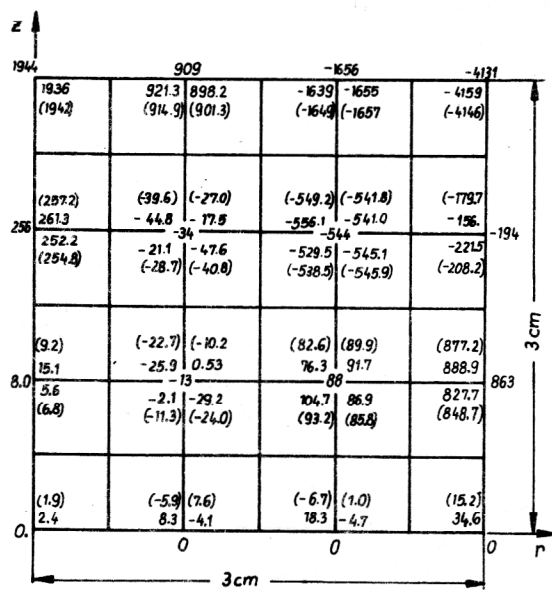 z
1944 909 -1656 -4131
1936 921.3 898.2 -1639 -1655 -4159
(1942) (914.9) (901.3) (-1649) (-1657 (-4146)
(257.2) (-39.6) (-27.0) (-549.2) (-541.8) (-179.7
261.3 -44.8 -17.5 -556.1 -541.0 -156.
256 -34 -544 -194
252.2 -21.1 -47.6 -529.5 -545.1 -221.5
(254.8) (-28.7) (-40.8) (-538.5) (-545.9) (-208.2)
3cm
(9.2) (-22.7) (-10.2 (82.6) (89.9) (877.2)
15.1 -25.9 0.53 76.3 91.7 888.9
8.0 -13 88 863
5.6 -2.1 -29.2 104.7 86.9 827.7
(6.8) (-11.3) (-24.0) (93.2) (85.8) (848.7)
(1.9) (-5.9) (7.6) (-6.7) (1.0) (15.2)
2.4 8.3 -4.1 18.3 -4.7 34.6
0. 0 0 0 r
3cm